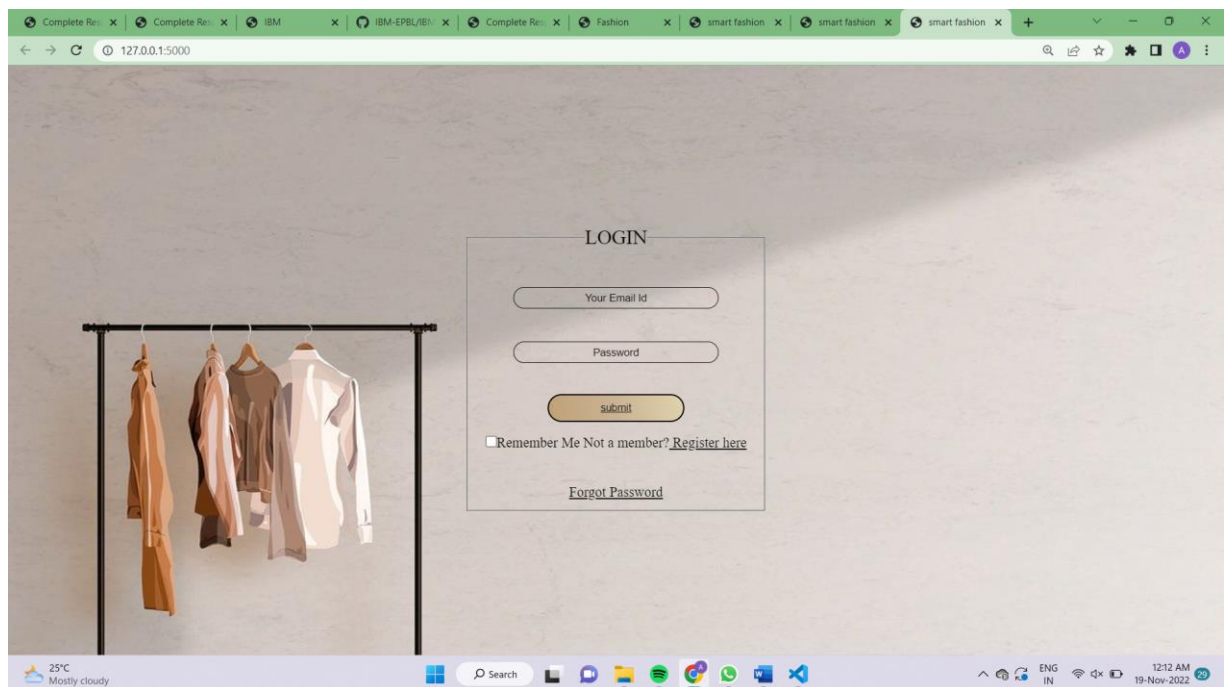 Complete Res
Complete Res
IBM
IBM-EPBL/IBM
Complete Res
Fashion
smart fashion
smart fashion
smart fashion
127.0.0.1:5000
A
LOGIN
Your Email Id
Password
submit
Remember Me Not a member? Register here
Forgot Password
25°C
Mostly cloudy
Search
A
W
ENG
IN
12:12 AM
19-Nov-2022
29